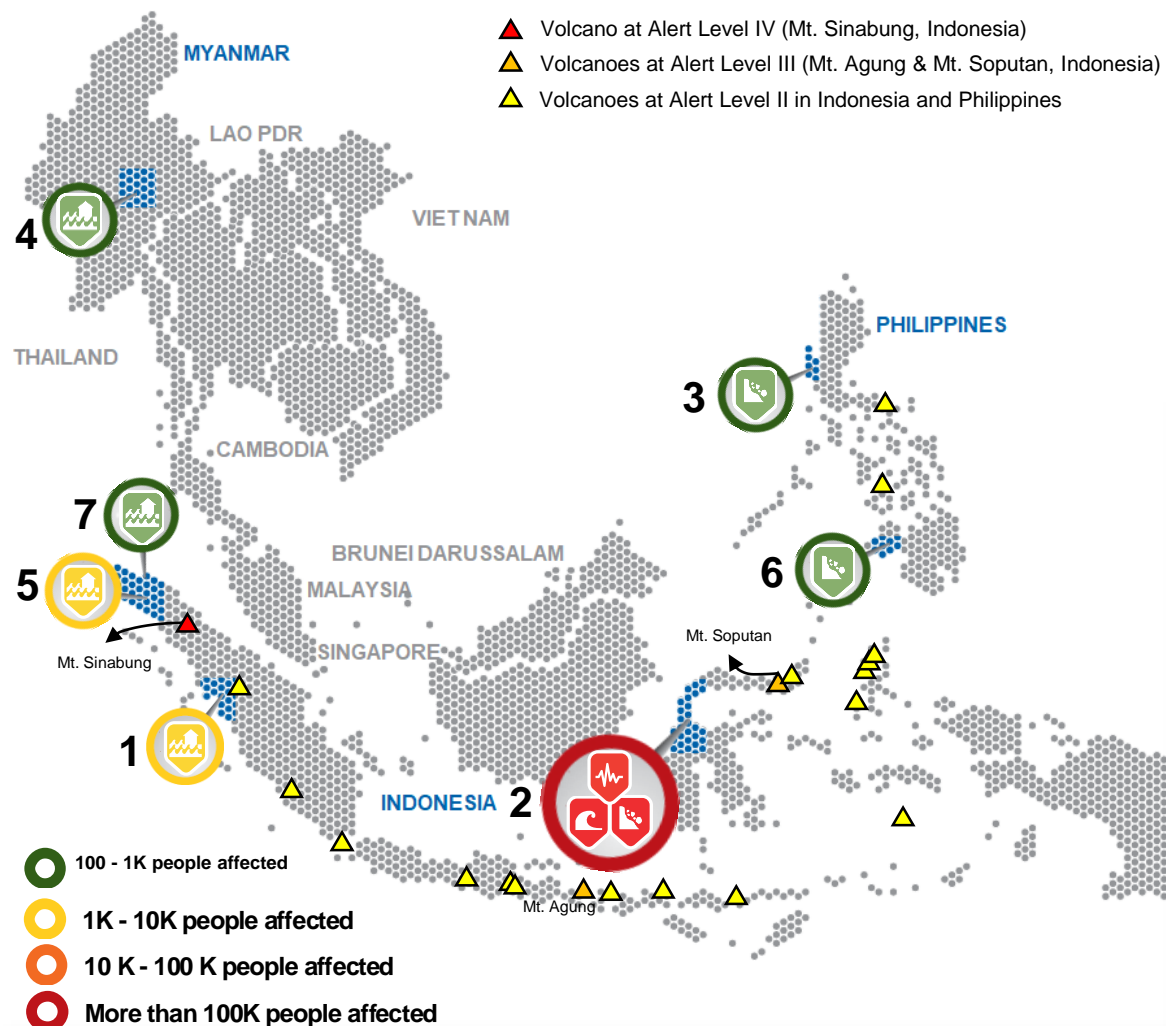 Volcano at Alert Level IV (Mt. Sinabung, Indonesia)
Volcanoes at Alert Level III (Mt. Agung & Mt. Soputan, Indonesia)
Volcanoes at Alert Level II in Indonesia and Philippines
MYANMAR
LAO PDR
VIET NAM
4
PHILIPPINES
THAILAND
3
CAMBODIA
7
BRUNEI DARUSSALAM
5
MALAYSIA
6
SINGAPORE
Mt. Soputan
Mt. Sinabung
1
INDONESIA
2
Mt. Agung
100 - 1K people affected
1K - 10K people affected
10 K - 100 K people affected
More than 100K people affected